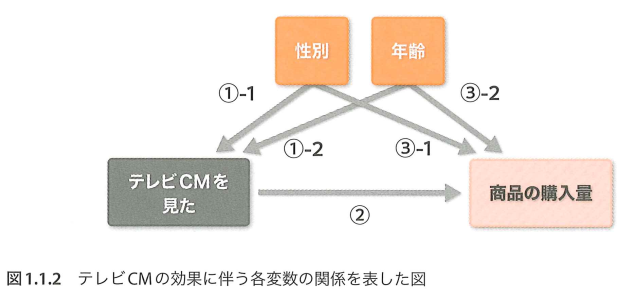 性別
年齢
①-1
③-2
①-2
③-1
テレビCMを
見た
商品の購入量
②
図1.1.2 テレビCMの効果に伴う各変数の関係を表した図